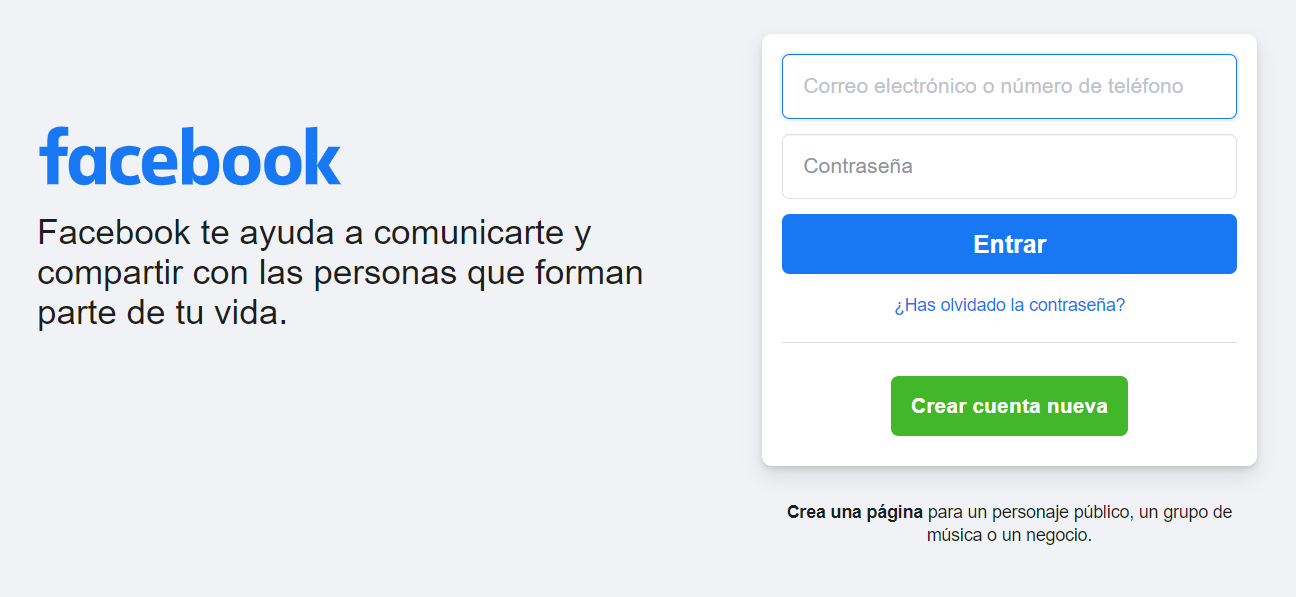 facebook
Facebook te ayuda a comunicarte y
compartir con las personas que forman
parte de tu vida.
Correo electrónico o número de teléfono
Contraseña
Entrar
¿Has olvidado la contraseña?
Crear cuenta nueva
Crea una página para un personaje público, un grupo de
música o un negocio.